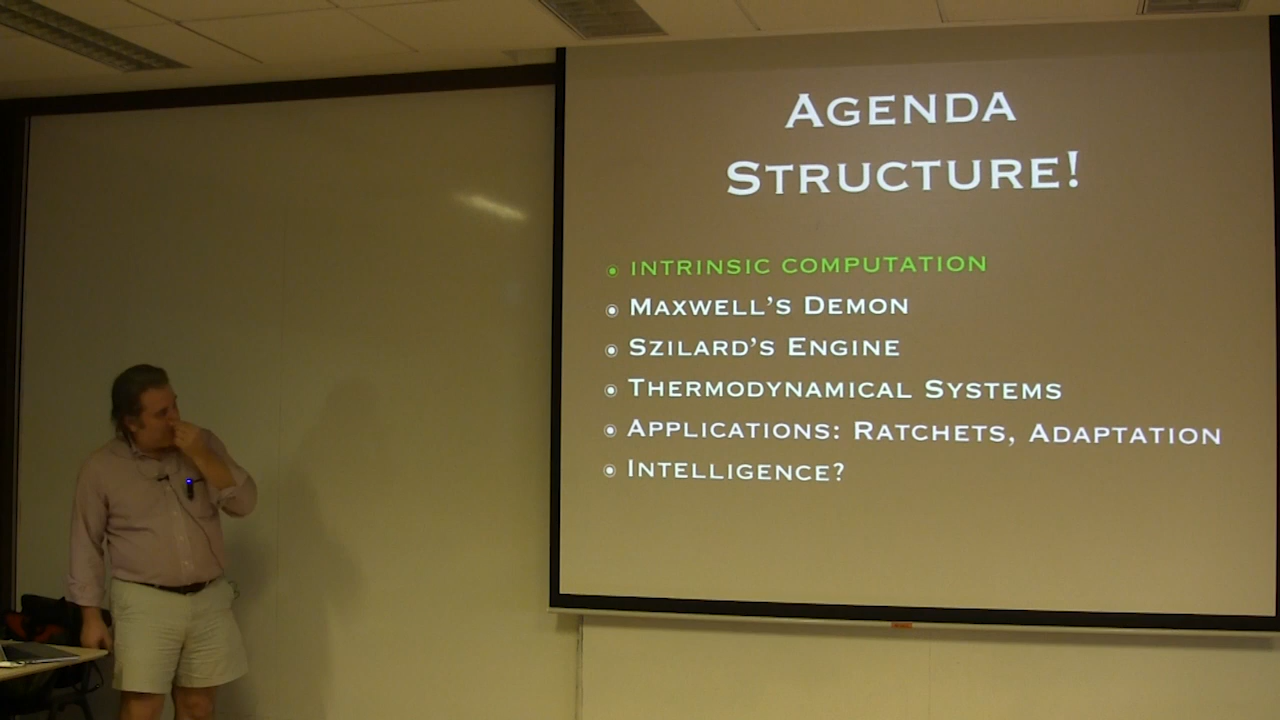 AGENDA
STRUCTURE!
INTRINSIC COMPUTATION
MAXWELL'S DEMON
SZILARD'S ENGINE
THERMODYNAMICAL SYSTEMS
APPLICATIONS: RATCHETS, ADAPTATION
INTELLIGENCE?